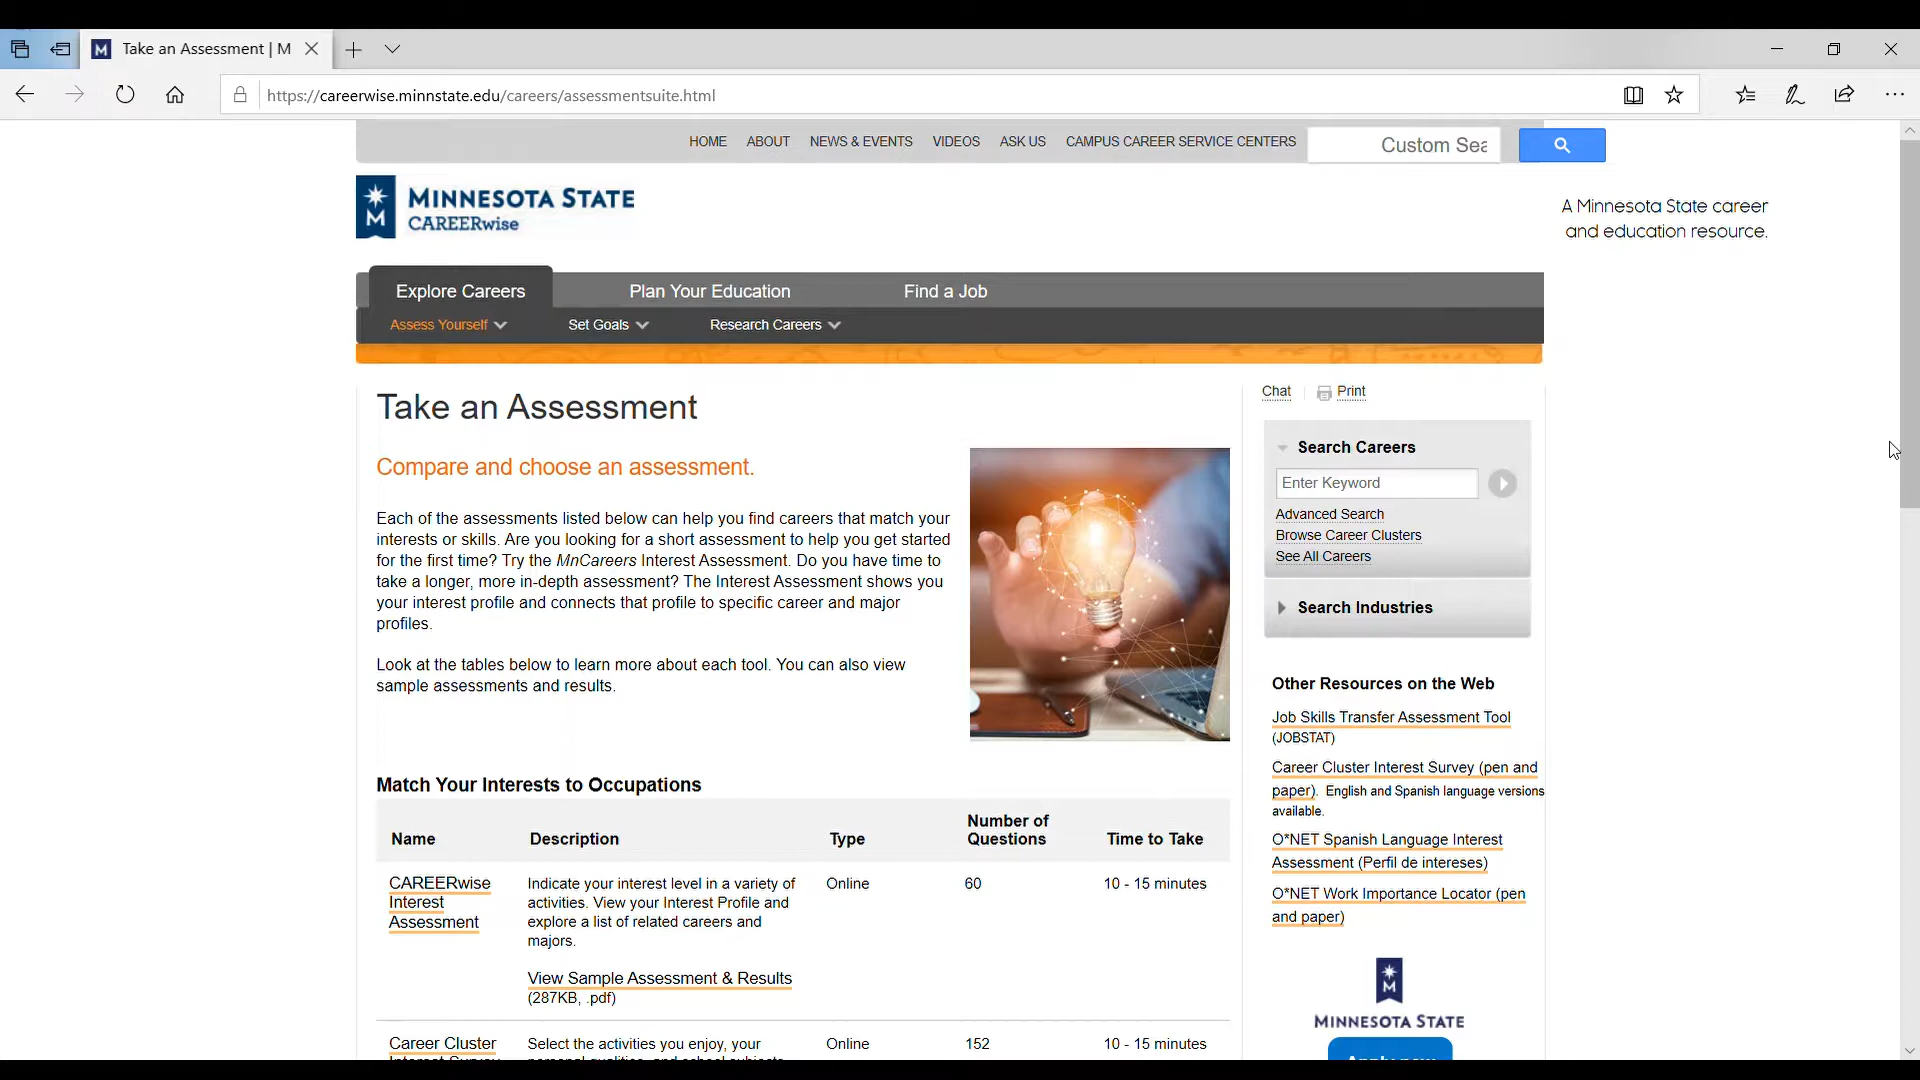 Take an Assessment | M
https://careerwise.minnstate.edu/careers/assessmentsuite.html
HOME ABOUT NEWS & EVENTS VIDEOS ASK US CAMPUS CAREER SERVICE CENTERS Custom Sea
MINNESOTA STATE
CAREERwise
A Minnesota State career
and education resource.
Explore Careers Plan Your Education Find a Job
Assess Yourself Set Goals Research Careers
Take an Assessment
Compare and choose an assessment.
Each of the assessments listed below can help you find careers that match your
interests or skills. Are you looking for a short assessment to help you get started
for the first time? Try the MnCareers Interest Assessment. Do you have time to
take a longer, more in-depth assessment? The Interest Assessment shows you
your interest profile and connects that profile to specific career and major
profiles.
Look at the tables below to learn more about each tool. You can also view
sample assessments and results.
Match Your Interests to Occupations
Name Description Type Number of
Questions Time to Take
CAREERwise
Interest
Assessment
Indicate your interest level in a variety of
activities. View your Interest Profile and
explore a list of related careers and
majors.
View Sample Assessment & Results
(287KB, .pdf)
Online 60 10 - 15 minutes
Career Cluster
Interest Survey
Select the activities you enjoy, your
personal qualities, and school subjects
Online 152 10 - 15 minutes
Chat Print
Search Careers
Enter Keyword
Advanced Search
Browse Career Clusters
See All Careers
Search Industries
Other Resources on the Web
Job Skills Transfer Assessment Tool
(JOBSTAT)
Career Cluster Interest Survey (pen and
paper). English and Spanish language versions
available.
O*NET Spanish Language Interest
Assessment (Perfil de intereses)
O*NET Work Importance Locator (pen
and paper)
M
MINNESOTA STATE
Apply now